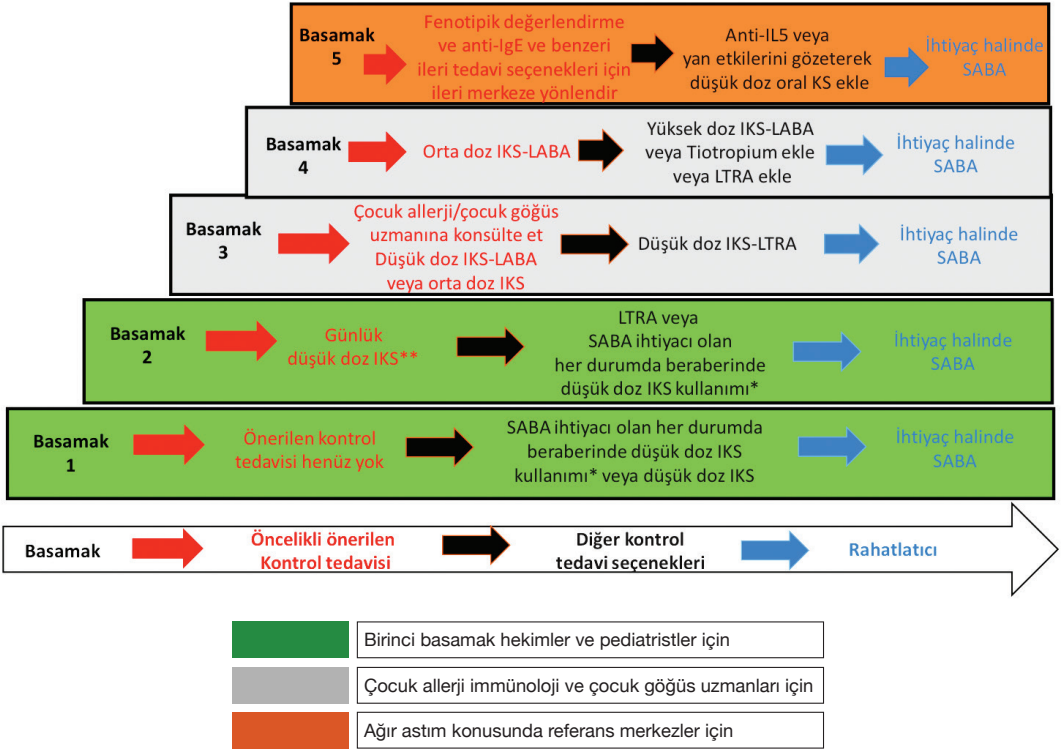 Basamak
5
Fenotipik değerlendirme
ve anti-IgE ve benzeri
ileri tedavi seçenekleri için
ileri merkeze yönlendir
Anti-IL5 veya
yan etkilerini gözeterek
düşük doz oral KS ekle
İhtiyaç halinde
SABA
Basamak
4
Orta doz IKS-LABA
Yüksek doz IKS-LABA
veya Tiotropium ekle
veya LTRA ekle
İhtiyaç halinde
SABA
Basamak
3
Çocuk allerji/çocuk göğüs
uzmanına konsülte et
Düşük doz IKS-LABA
veya orta doz IKS
Düşük doz IKS-LTRA
İhtiyaç halinde
SABA
Basamak
2
Günlük
düşük doz IKS**
LTRA veya
SABA ihtiyacı olan
her durumda beraberinde
düşük doz IKS kullanımı*
İhtiyaç halinde
SABA
Basamak
1
Önerilen kontrol
tedavisi henüz yok
SABA ihtiyacı olan her durumda
beraberinde düşük doz IKS
kullanımı* veya düşük doz IKS
İhtiyaç halinde
SABA
Basamak
Öncelikli önerilen
Kontrol tedavisi
Diğer kontrol
tedavi seçenekleri
Rahatlatıcı
Birinci basamak hekimler ve pediatristler için
Çocuk allerji immünoloji ve çocuk göğüs uzmanları için
Ağır astım konusunda referans merkezler için